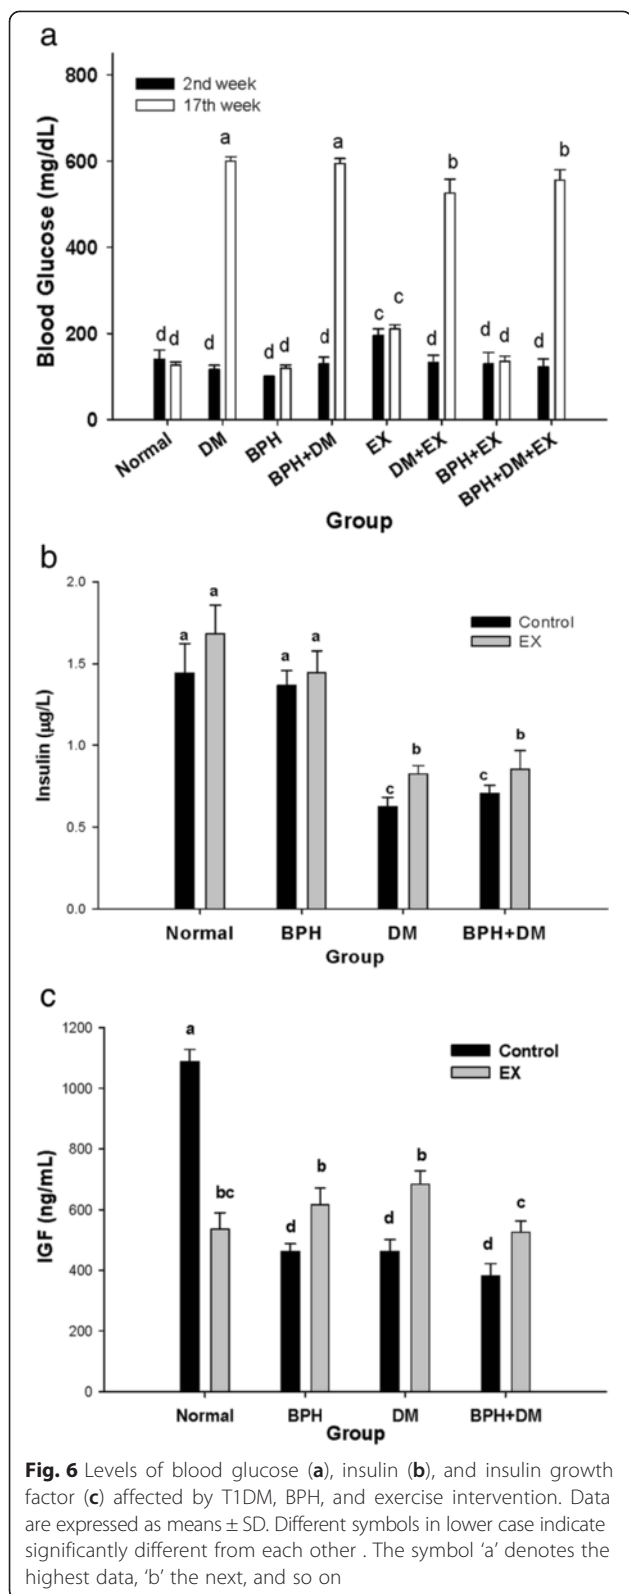 a
800
600
400
200
0
Blood Glucose (mg/dL)
2nd week
17th week
d d d a d d d a c c d b d d d b
Normal DM BPH BPH+DM EX DM+EX BPH+EX BPH+DM+EX
Group
b
2.0
1.5
1.0
0.5
0.0
Insulin (µg/L)
Control
EX
a a a a c b c b
Normal BPH DM BPH+DM
Group
c
1200
1000
800
600
400
200
0
IGF (ng/mL)
Control
EX
a bc d b d b d c
Normal BPH DM BPH+DM
Group
Fig. 6 Levels of blood glucose (a), insulin (b), and insulin growth
factor (c) affected by T1DM, BPH, and exercise intervention. Data
are expressed as means ± SD. Different symbols in lower case indicate
significantly different from each other . The symbol ‘a’ denotes the
highest data, ‘b’ the next, and so on